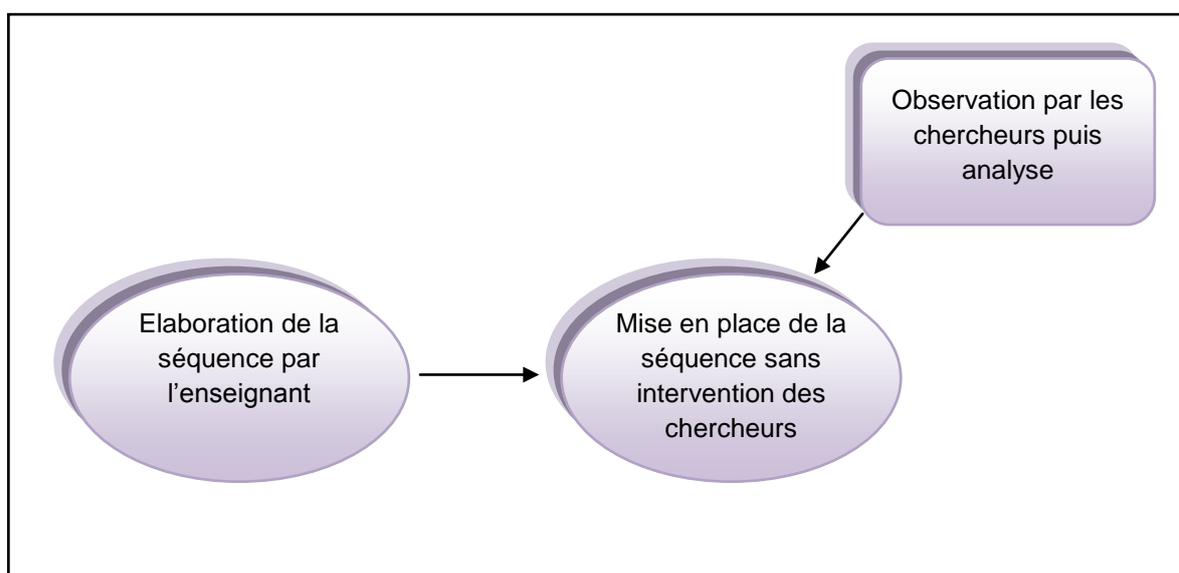 Observation par les
chercheurs puis
analyse
Elaboration de la
séquence par
l’enseignant
Mise en place de la
séquence sans
intervention des
chercheurs